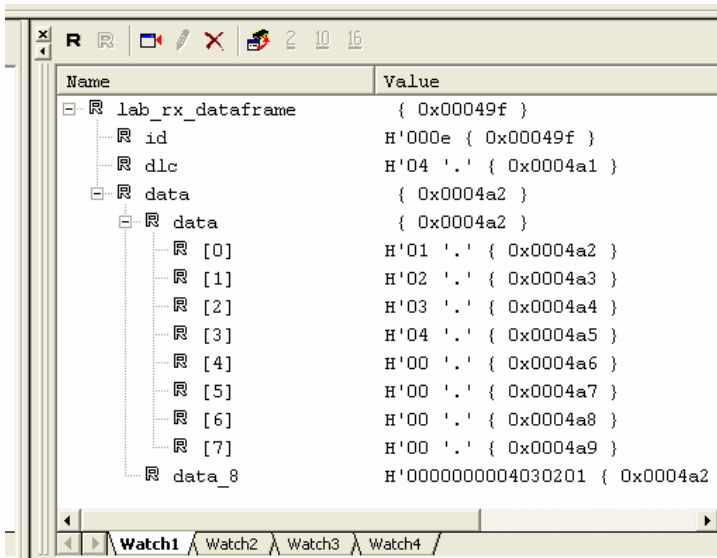 R R 2 10 16
Name Value
R lab_rx_dataframe { 0x00049f }
R id H'000e { 0x00049f }
R dlc H'04 '.' { 0x0004a1 }
R data { 0x0004a2 }
R data { 0x0004a2 }
R [0] H'01 '.' { 0x0004a2 }
R [1] H'02 '.' { 0x0004a3 }
R [2] H'03 '.' { 0x0004a4 }
R [3] H'04 '.' { 0x0004a5 }
R [4] H'00 '.' { 0x0004a6 }
R [5] H'00 '.' { 0x0004a7 }
R [6] H'00 '.' { 0x0004a8 }
R [7] H'00 '.' { 0x0004a9 }
R data_8 H'0000000004030201 { 0x0004a2
Watch1 Watch2 Watch3 Watch4